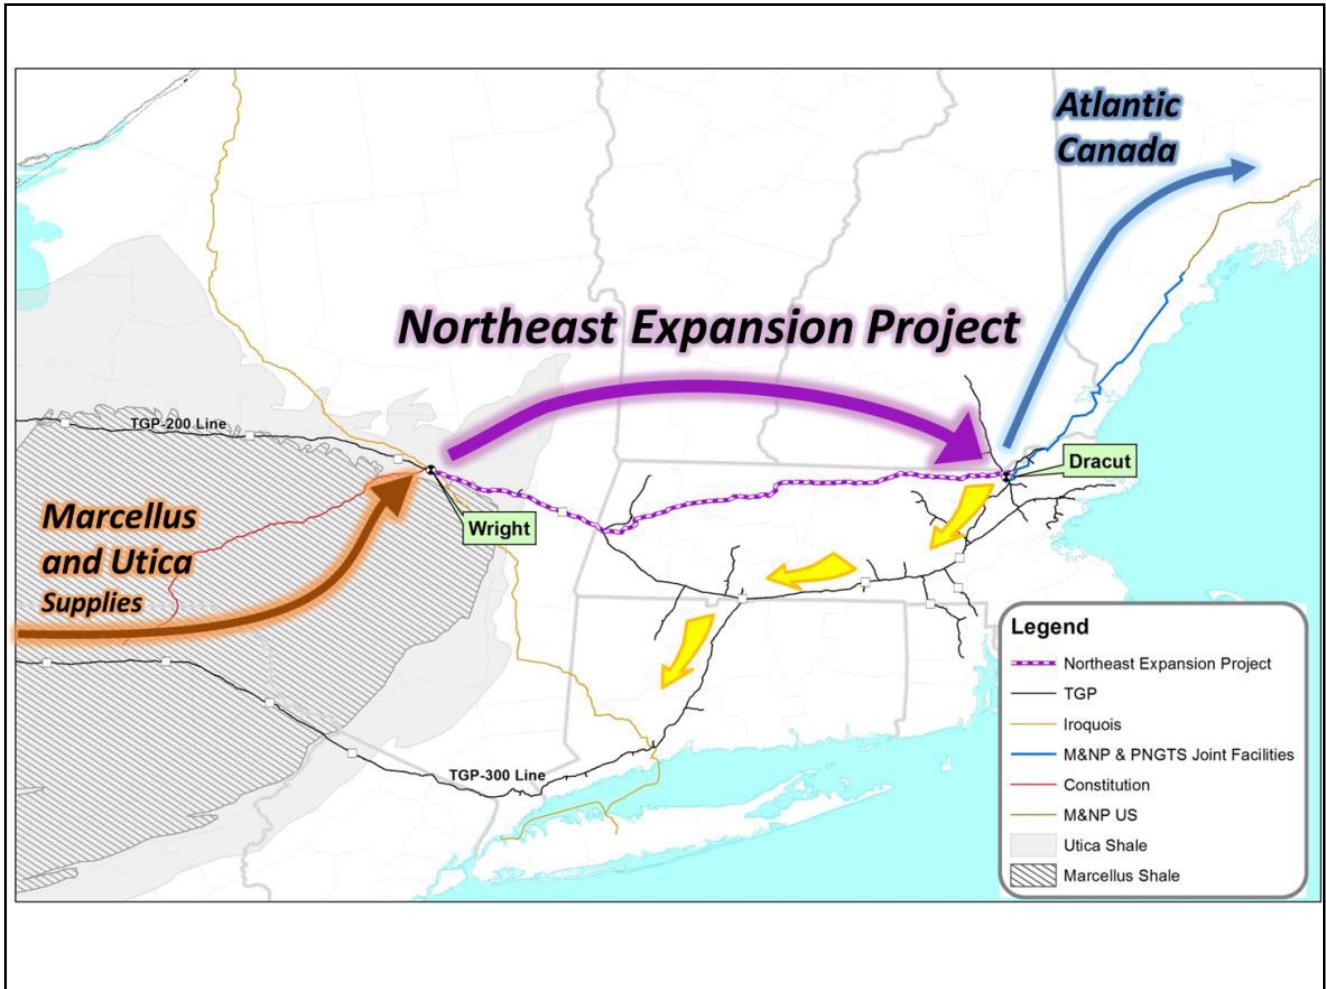 Atlantic
Canada
Northeast Expansion Project
TGP-200 Line
Dracut
Marcellus
and Utica
Supplies
Wright
TGP-300 Line
Legend
Northeast Expansion Project
TGP
Iroquois
M&NP & PNGTS Joint Facilities
Constitution
M&NP US
Utica Shale
Marcellus Shale